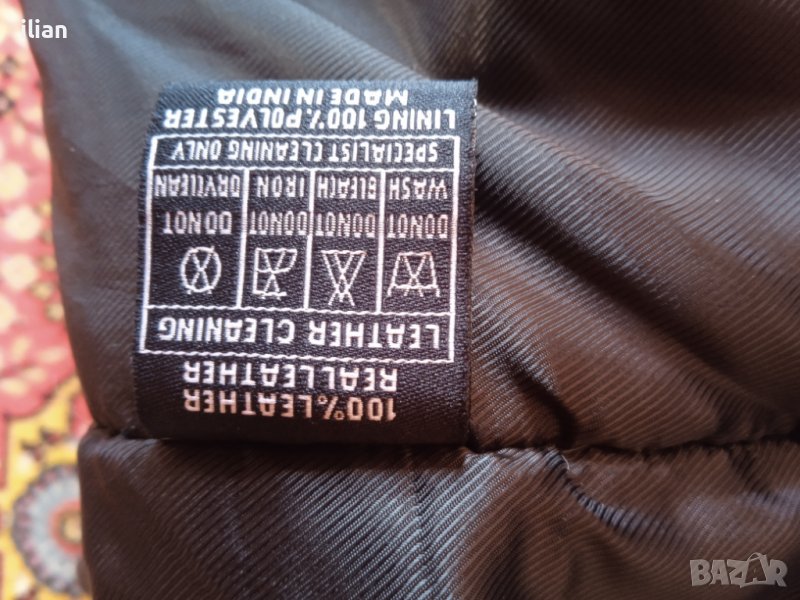 ilian
100% LEATHER
REAL LEATHER
LEATHER CLEANING
DO NOT WASH
DO NOT BLEACH
DO NOT IRON
DO NOT DRYCLEAN
SPECIALIST CLEANING ONLY
LINING 100% POLYESTER
MADE IN INDIA
BAZAR